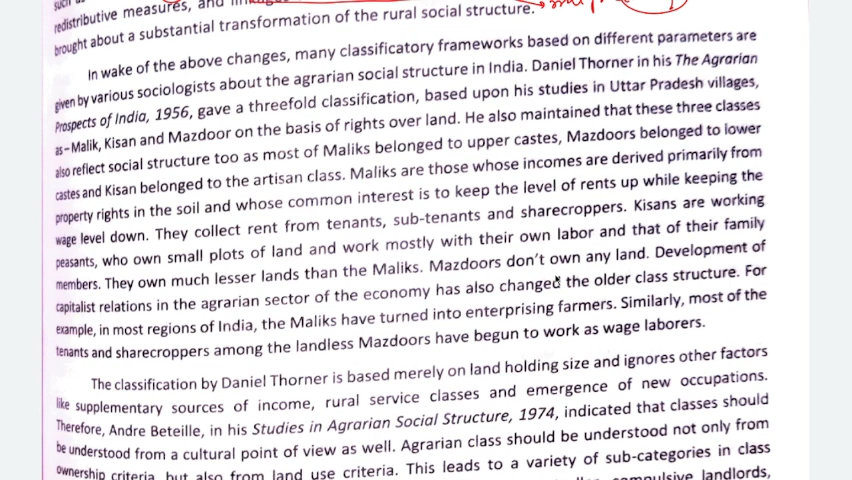 such as
redistributive measures, and
brought about a substantial transformation of the rural social structure.
In wake of the above changes, many classificatory frameworks based on different parameters are
given by various sociologists about the agrarian social structure in India. Daniel Thorner in his The Agrarian
Prospects of India, 1956, gave a threefold classification, based upon his studies in Uttar Pradesh villages,
as – Malik, Kisan and Mazdoor on the basis of rights over land. He also maintained that these three classes
also reflect social structure too as most of Maliks belonged to upper castes, Mazdoors belonged to lower
castes and Kisan belonged to the artisan class. Maliks are those whose incomes are derived primarily from
property rights in the soil and whose common interest is to keep the level of rents up while keeping the
wage level down. They collect rent from tenants, sub-tenants and sharecroppers. Kisans are working
peasants, who own small plots of land and work mostly with their own labor and that of their family
members. They own much lesser lands than the Maliks. Mazdoors don't own any land. Development of
capitalist relations in the agrarian sector of the economy has also changed the older class structure. For
example, in most regions of India, the Maliks have turned into enterprising farmers. Similarly, most of the
tenants and sharecroppers among the landless Mazdoors have begun to work as wage laborers.
The classification by Daniel Thorner is based merely on land holding size and ignores other factors
like supplementary sources of income, rural service classes and emergence of new occupations.
Therefore, Andre Beteille, in his Studies in Agrarian Social Structure, 1974, indicated that classes should
be understood from a cultural point of view as well. Agrarian class should be understood not only from
ownership criteria, but also from land use criteria. This leads to a variety of sub-categories in class
compulsive landlords,